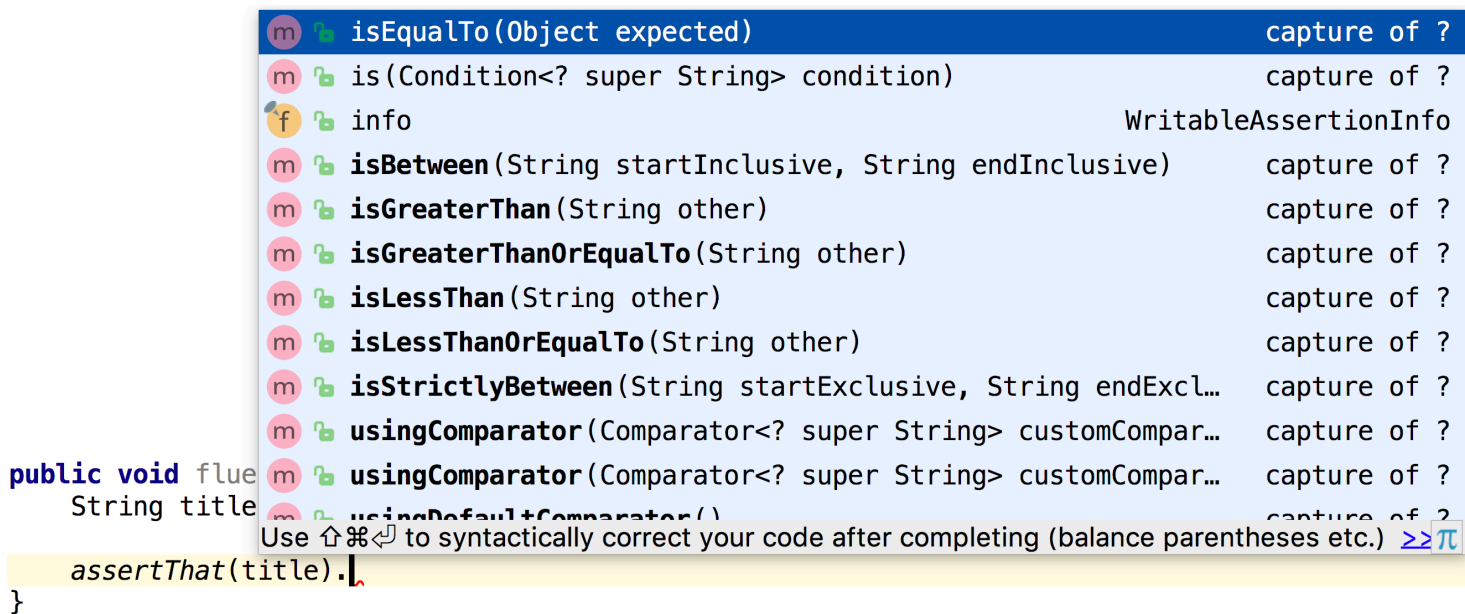 m isEqualTo(Object expected) capture of ?
m is(Condition<? super String> condition) capture of ?
f info WritableAssertionInfo
m isBetween(String startInclusive, String endInclusive) capture of ?
m isGreaterThan(String other) capture of ?
m isGreaterThanOrEqualTo(String other) capture of ?
m isLessThan(String other) capture of ?
m isLessThanOrEqualTo(String other) capture of ?
m isStrictlyBetween(String startExclusive, String endExcl… capture of ?
m usingComparator(Comparator<? super String> customCompar… capture of ?
m usingComparator(Comparator<? super String> customCompar… capture of ?
m usingDefaultComparator() capture of ?
Use ⇧⌘⏎ to syntactically correct your code after completing (balance parentheses etc.) >> π
public void flue
String title
assertThat(title).
}